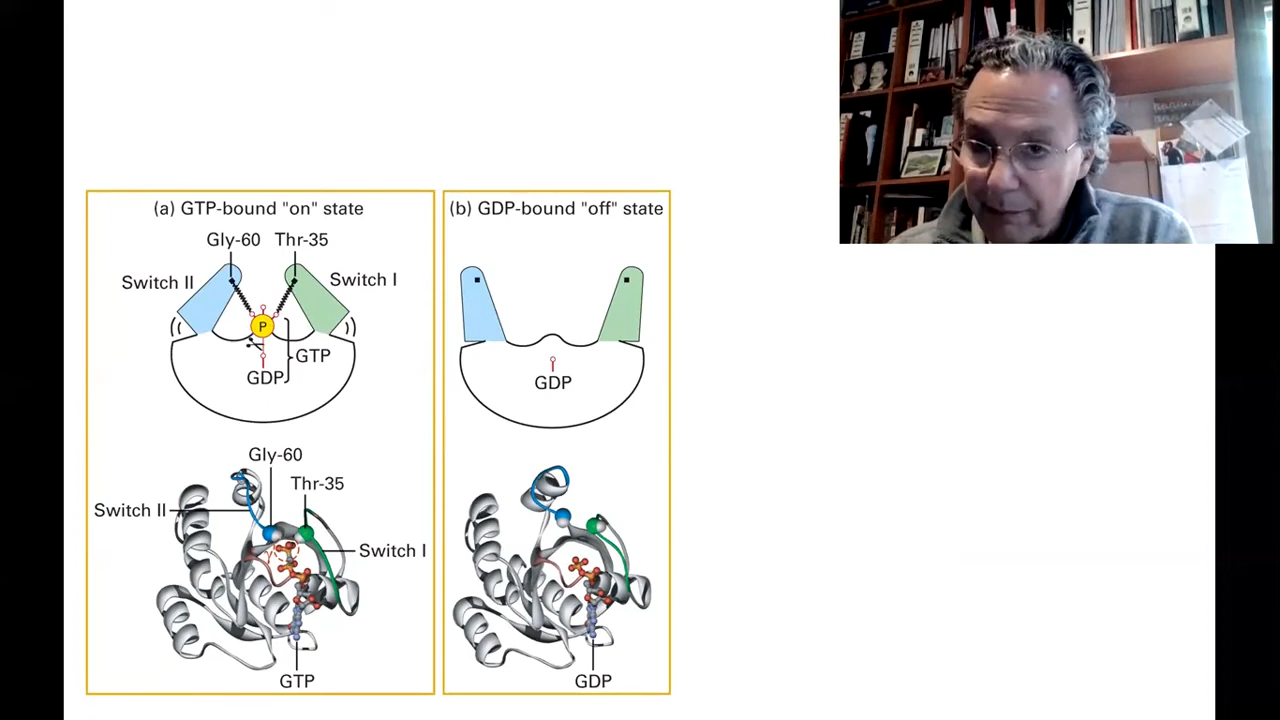 (a) GTP-bound "on" state
Gly-60 Thr-35
Switch II
Switch I
P
GTP
GDP
Gly-60
Thr-35
Switch II
Switch I
γ
GTP
(b) GDP-bound "off" state
GDP
GDP